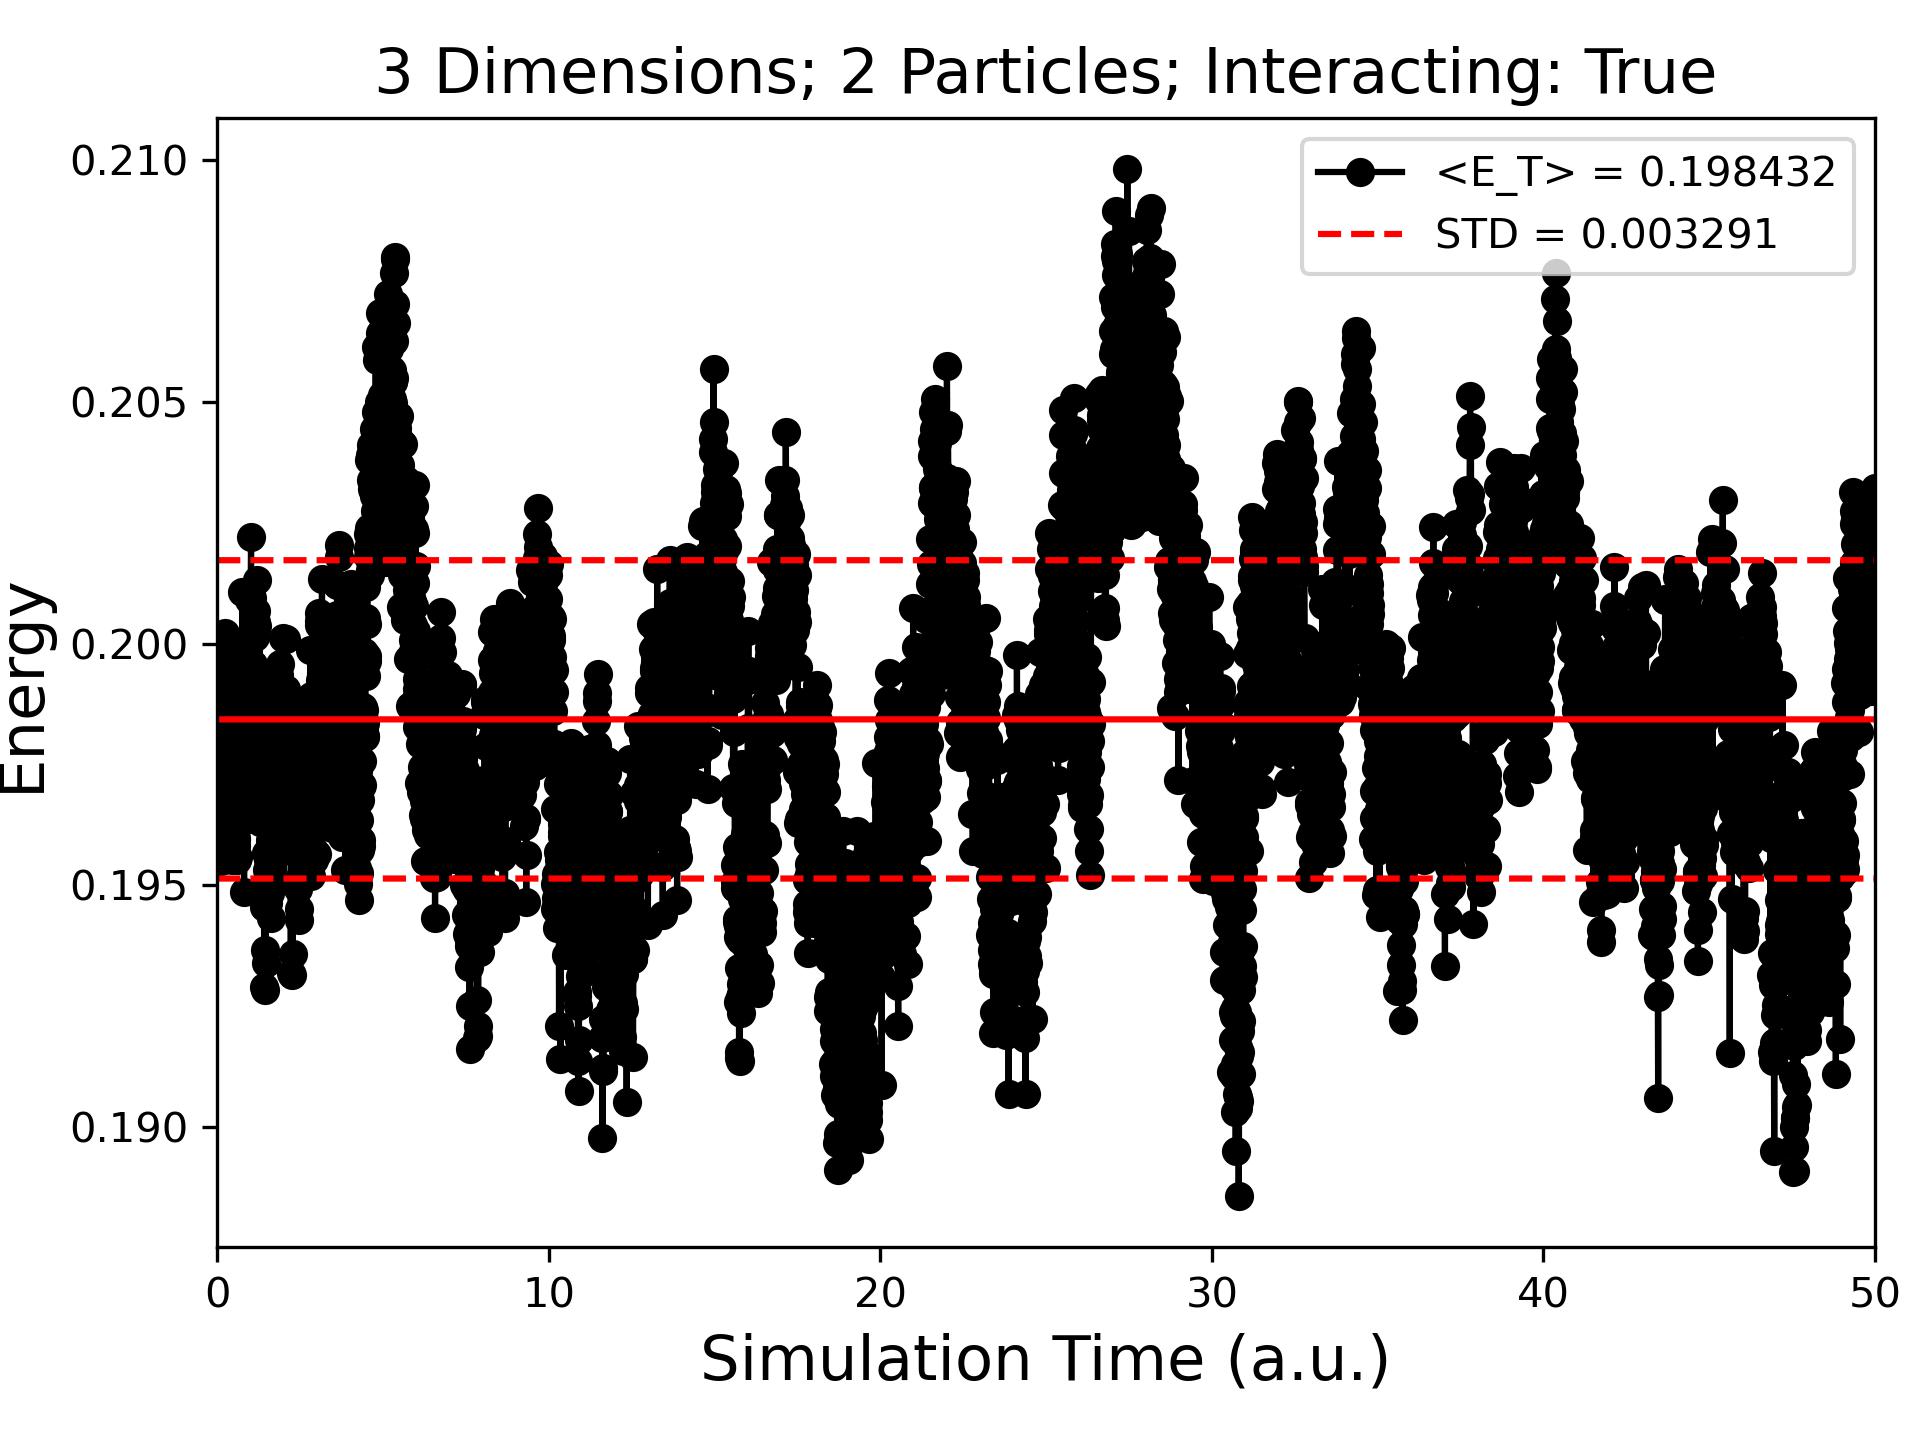 3 Dimensions; 2 Particles; Interacting: True
<E_T> = 0.198432
STD = 0.003291
Energy
0.210
0.205
0.200
0.195
0.190
0 10 20 30 40 50
Simulation Time (a.u.)